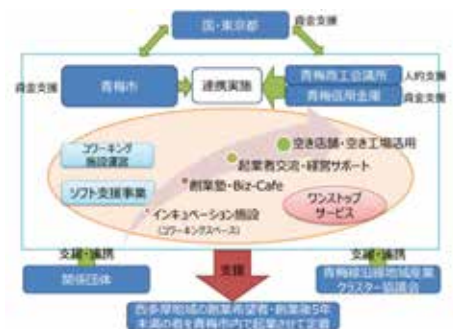 国・東京都
資金支援
資金支援
青梅市
連携実施
青梅商工会議所
人的支援
青梅信用金庫
資金支援
空き店舗・空き工場活用
コワーキング
施設運営
起業者交流・経営サポート
ソフト支援事業
創業塾・Biz-Cafe
インキュベーション施設
(コワーキングスペース)
ワンストップ
サービス
支援・連携
支援・連携
関係団体
支援
青梅線沿線地域産業
クラスター協議会
西多摩地域の創業希望者・創業後5年
未満の者を青梅市内で起業させて定着